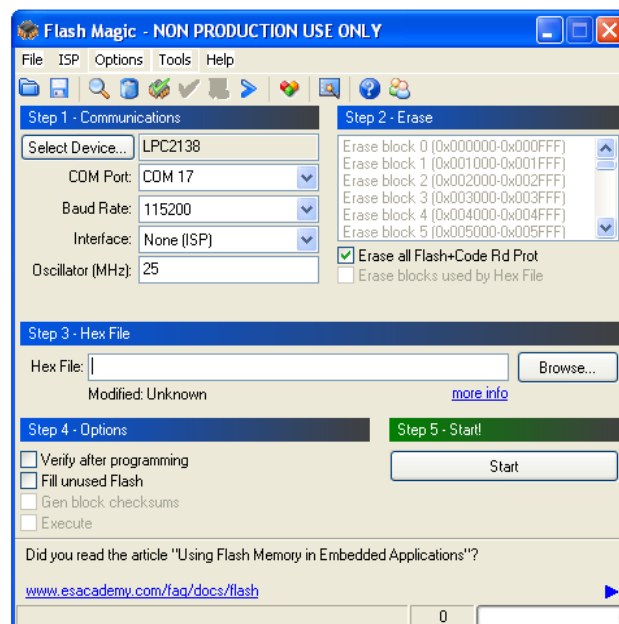 Flash Magic - NON PRODUCTION USE ONLY
File ISP Options Tools Help
Step 1 - Communications
Select Device... LPC2138
COM Port: COM 17
Baud Rate: 115200
Interface: None (ISP)
Oscillator (MHz): 25
Step 2 - Erase
Erase block 0 (0x000000-0x000FFF)
Erase block 1 (0x001000-0x001FFF)
Erase block 2 (0x002000-0x002FFF)
Erase block 3 (0x003000-0x003FFF)
Erase block 4 (0x004000-0x004FFF)
Erase block 5 (0x005000-0x005FFF)
Erase all Flash+Code Rd Prot
Erase blocks used by Hex File
Step 3 - Hex File
Hex File: Browse...
Modified: Unknown more info
Step 4 - Options
Verify after programming
Fill unused Flash
Gen block checksums
Execute
Step 5 - Start!
Start
Did you read the article "Using Flash Memory in Embedded Applications"?
www.esacademy.com/faq/docs/flash
0